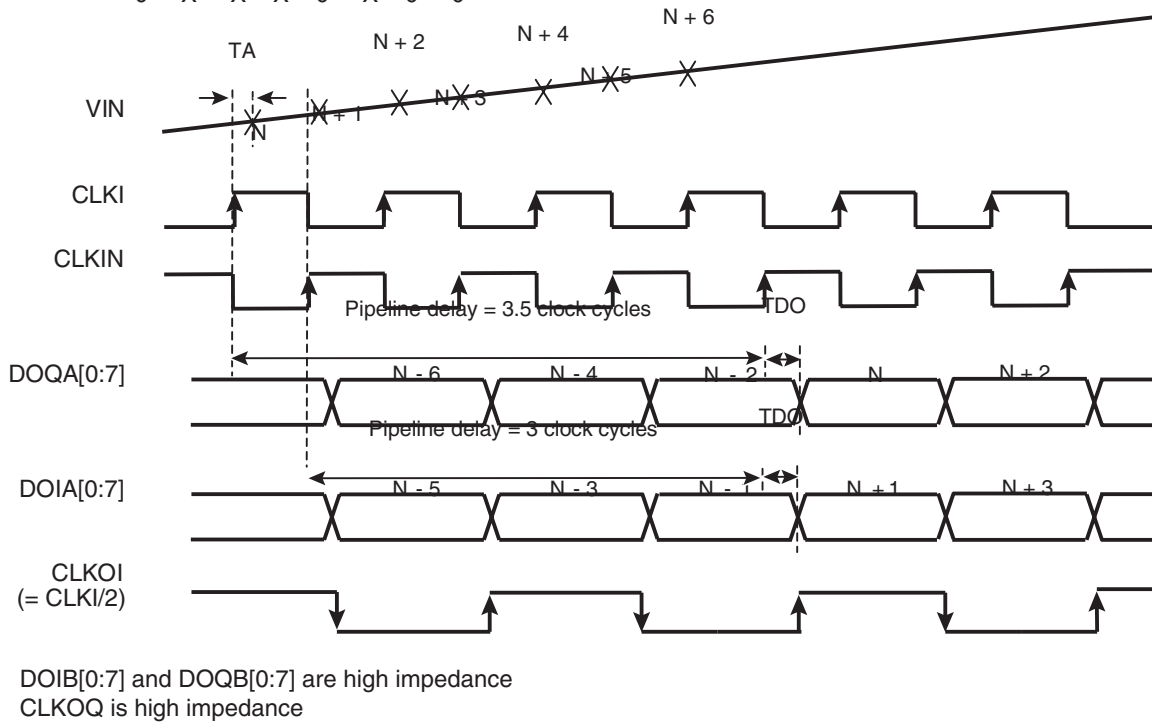 TA
N + 2
N + 4
N + 6
VIN
N
N + 1
N + 3
N + 5
CLKI
CLKIN
Pipeline delay = 3.5 clock cycles
TDO
DOQA[0:7]
N - 6
N - 4
N - 2
N
N + 2
Pipeline delay = 3 clock cycles
TDO
DOIA[0:7]
N - 5
N - 3
N - 1
N + 1
N + 3
CLKOI
(= CLKI/2)
DOIB[0:7] and DOQB[0:7] are high impedance
CLKOQ is high impedance